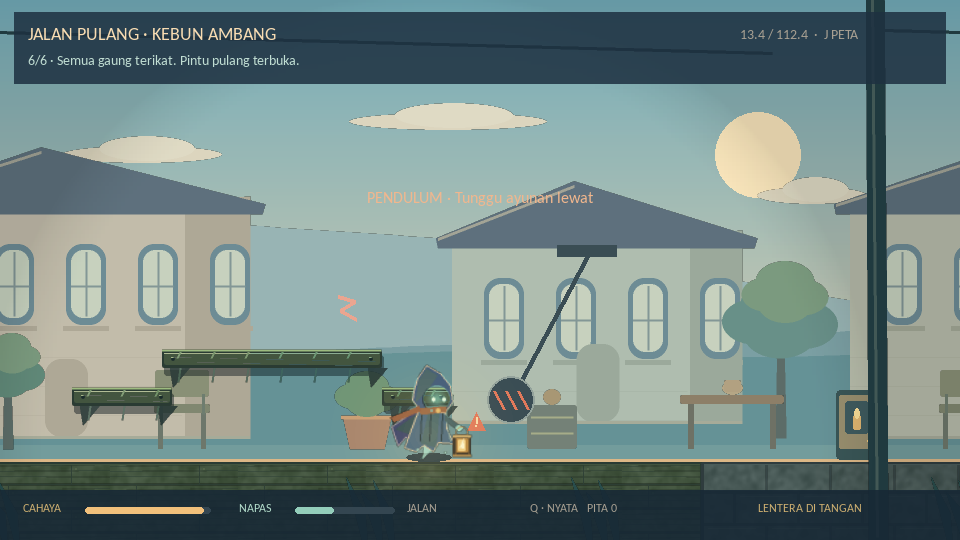 JALAN PULANG · KEBUN AMBANG
13.4 / 112.4 · J PETA
6/6 · Semua gaung terikat. Pintu pulang terbuka.
PENDULUM · Tunggu ayunan lewat
CAHAYA
NAPAS
JALAN
Q · NYATA PITA 0
LENTERA DI TANGAN